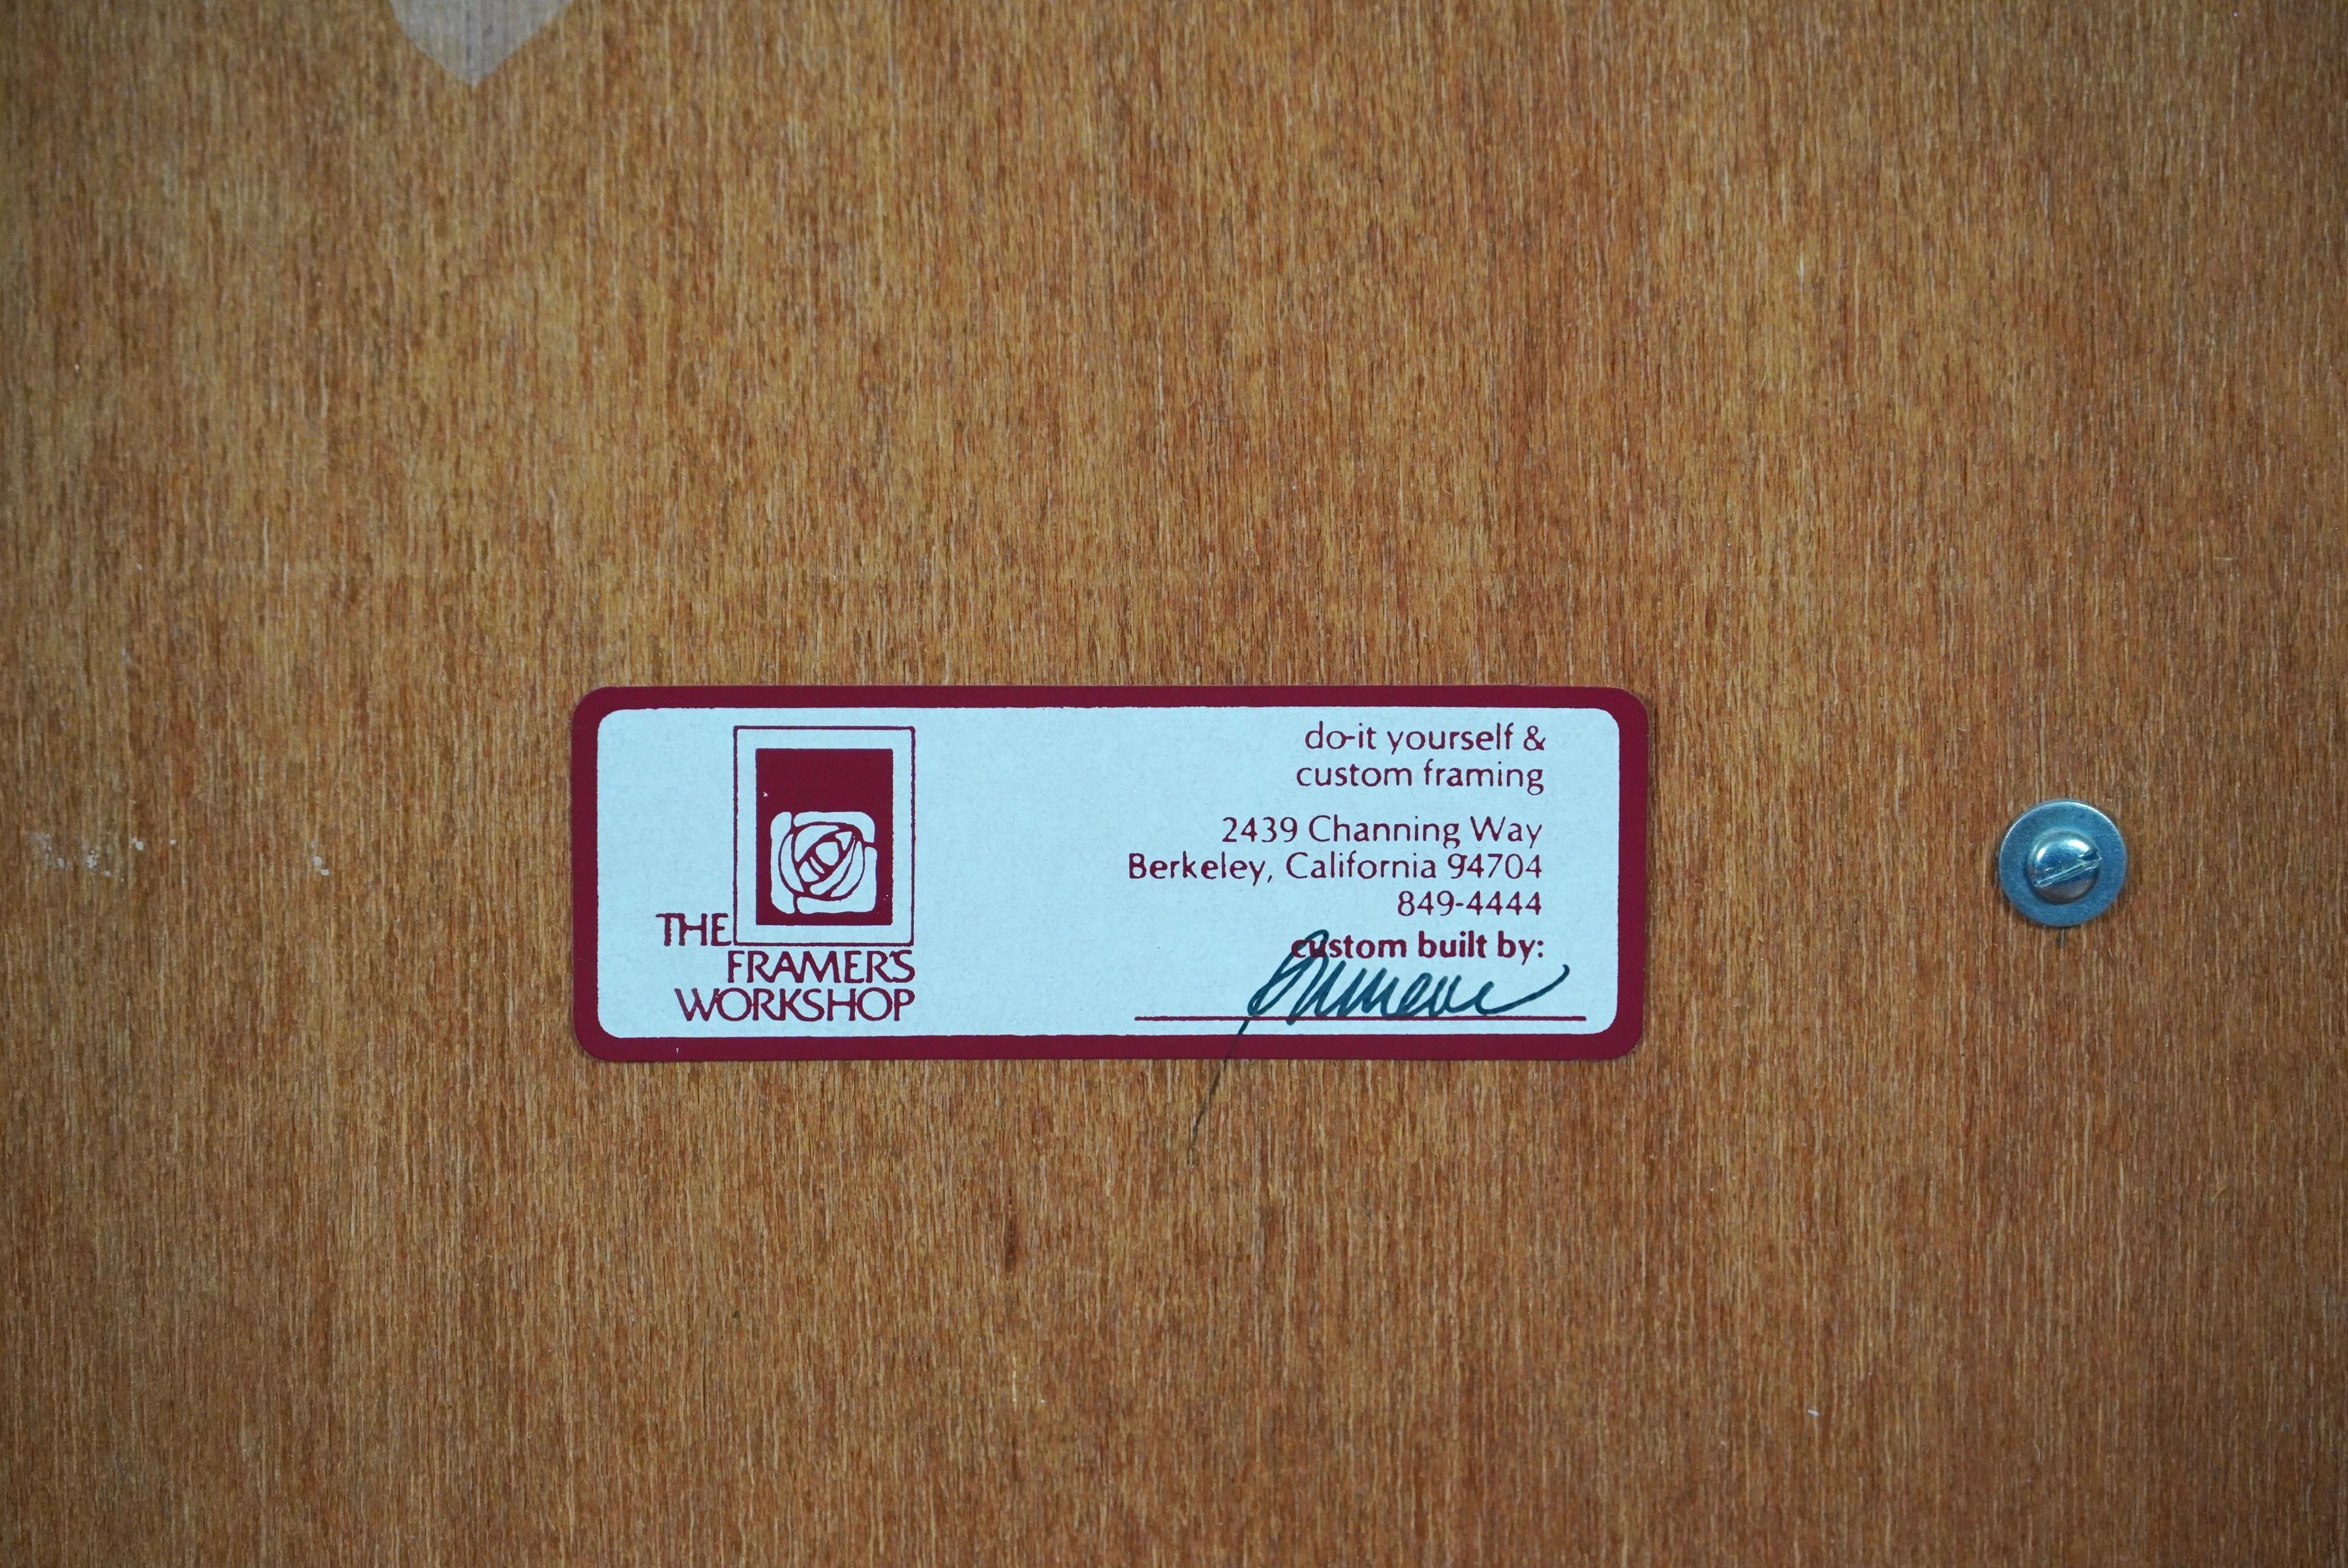 THE
FRAMER'S
WORKSHOP
do-it yourself &
custom framing
2439 Channing Way
Berkeley, California 94704
849-4444
custom built by: